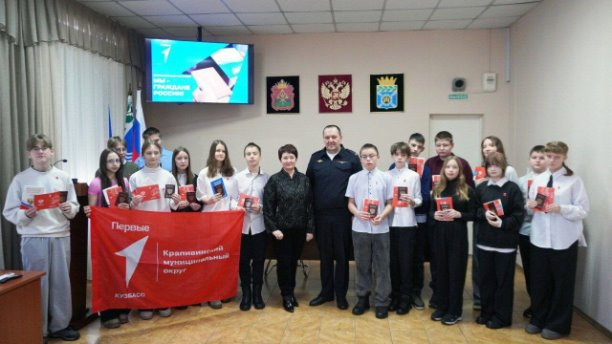 МЫ -
ГРАЖДАНЕ
РОССИИ!
Первые
Крапивинский
муниципальный
округ
КУЗБАСС